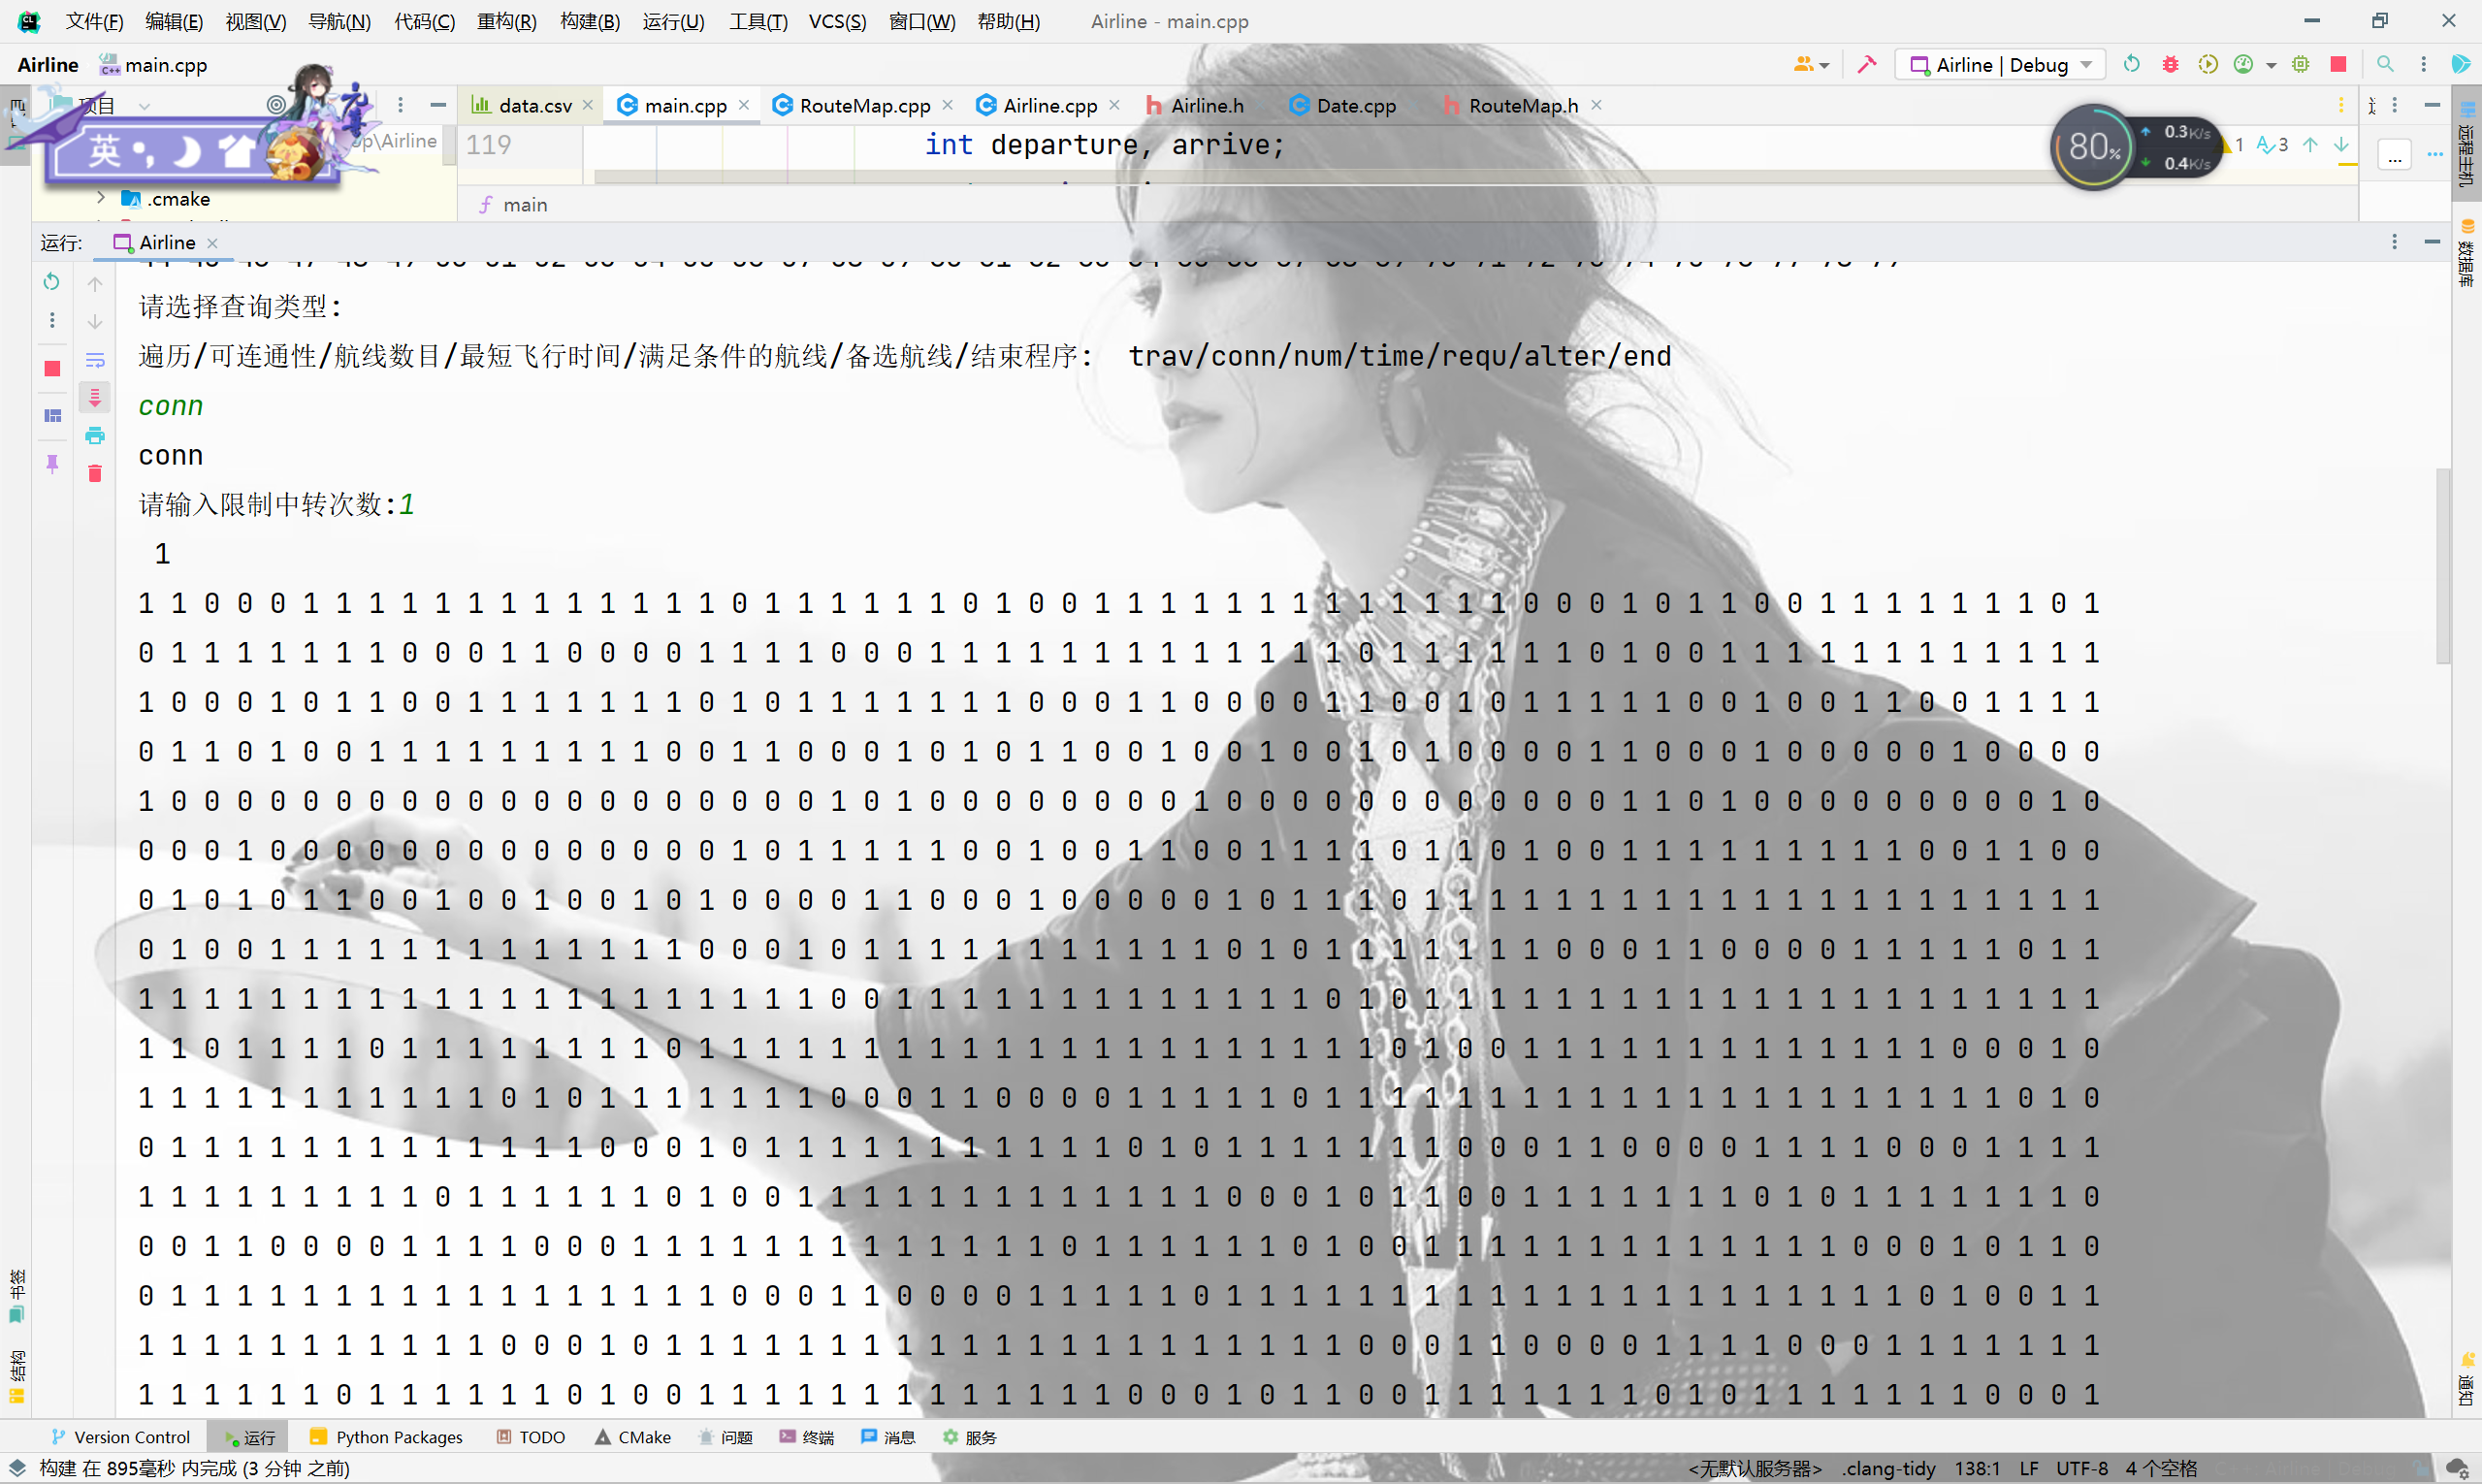 文件(F) 编辑(E) 视图(V) 导航(N) 代码(C) 重构(R) 构建(B) 运行(U) 工具(T) VCS(S) 窗口(W) 帮助(H) Airline - main.cpp
Airline main.cpp Airline | Debug
项目 data.csv main.cpp RouteMap.cpp Airline.cpp Airline.h Date.cpp RouteMap.h
英 p\Airline 119 int departure, arrive; 80% 0.3K/s 0.4K/s 1 3 ...
.cmake main
远程主机
数据库
运行: Airline
请选择查询类型:
遍历/可连通性/航线数目/最短飞行时间/满足条件的航线/备选航线/结束程序: trav/conn/num/time/requ/alter/end
conn
conn
请输入限制中转次数:1
1
1 1 0 0 0 1 1 1 1 1 1 1 1 1 1 1 1 1 0 1 1 1 1 1 1 0 1 0 0 1 1 1 1 1 1 1 1 1 1 1 1 1 0 0 0 1 0 1 1 0 0 1 1 1 1 1 1 1 0 1
0 1 1 1 1 1 1 1 0 0 0 1 1 0 0 0 0 1 1 1 1 0 0 0 1 1 1 1 1 1 1 1 1 1 1 1 1 0 1 1 1 1 1 1 0 1 0 0 1 1 1 1 1 1 1 1 1 1 1 1
1 0 0 0 1 0 1 1 0 0 1 1 1 1 1 1 1 0 1 0 1 1 1 1 1 1 1 0 0 0 1 1 0 0 0 0 1 1 0 0 1 0 1 1 1 1 1 0 0 1 0 0 1 1 0 0 1 1 1 1
0 1 1 0 1 0 0 1 1 1 1 1 1 1 1 1 0 0 1 1 0 0 0 1 0 1 0 1 1 0 0 1 0 0 1 0 0 1 0 1 0 0 0 0 1 1 0 0 0 1 0 0 0 0 0 1 0 0 0 0
1 0 0 0 0 0 0 0 0 0 0 0 0 0 0 0 0 0 0 0 0 1 0 1 0 0 0 0 0 0 0 0 1 0 0 0 0 0 0 0 0 0 0 0 0 1 1 0 1 0 0 0 0 0 0 0 0 0 1 0
0 0 0 1 0 0 0 0 0 0 0 0 0 0 0 0 0 0 1 0 1 1 1 1 1 0 0 1 0 0 1 1 0 0 1 1 1 1 0 1 1 0 1 0 0 1 1 1 1 1 1 1 1 1 0 0 1 1 0 0
0 1 0 1 0 1 1 0 0 1 0 0 1 0 0 1 0 1 0 0 0 0 1 1 0 0 0 1 0 0 0 0 0 1 0 1 1 1 0 1 1 1 1 1 1 1 1 1 1 1 1 1 1 1 1 1 1 1 1 1
0 1 0 0 1 1 1 1 1 1 1 1 1 1 1 1 1 0 0 0 1 0 1 1 1 1 1 1 1 1 1 1 1 0 1 0 1 1 1 1 1 1 1 0 0 0 1 1 0 0 0 0 1 1 1 1 1 0 1 1
1 1 1 1 1 1 1 1 1 1 1 1 1 1 1 1 1 1 1 1 1 0 0 1 1 1 1 1 1 1 1 1 1 1 1 1 0 1 0 1 1 1 1 1 1 1 1 1 1 1 1 1 1 1 1 1 1 1 1 1
1 1 0 1 1 1 1 0 1 1 1 1 1 1 1 1 0 1 1 1 1 1 1 1 1 1 1 1 1 1 1 1 1 1 1 1 1 1 0 1 0 0 1 1 1 1 1 1 1 1 1 1 1 1 1 0 0 0 1 0
1 1 1 1 1 1 1 1 1 1 1 0 1 0 1 1 1 1 1 1 1 0 0 0 1 1 0 0 0 0 1 1 1 1 1 0 1 1 1 1 1 1 1 1 1 1 1 1 1 1 1 1 1 1 1 1 1 0 1 0
0 1 1 1 1 1 1 1 1 1 1 1 1 1 0 0 0 1 0 1 1 1 1 1 1 1 1 1 1 1 0 1 0 1 1 1 1 1 1 1 0 0 0 1 1 0 0 0 0 1 1 1 1 0 0 0 1 1 1 1
1 1 1 1 1 1 1 1 1 0 1 1 1 1 1 1 0 1 0 0 1 1 1 1 1 1 1 1 1 1 1 1 1 0 0 0 1 0 1 1 0 0 1 1 1 1 1 1 1 0 1 0 1 1 1 1 1 1 1 0
0 0 1 1 0 0 0 0 1 1 1 1 0 0 0 1 1 1 1 1 1 1 1 1 1 1 1 1 0 1 1 1 1 1 1 0 1 0 0 1 1 1 1 1 1 1 1 1 1 1 1 1 0 0 0 1 0 1 1 0
0 1 1 1 1 1 1 1 1 1 1 1 1 1 1 1 1 1 0 0 0 1 1 0 0 0 0 1 1 1 1 1 0 1 1 1 1 1 1 1 1 1 1 1 1 1 1 1 1 1 1 1 1 1 0 1 0 0 1 1
1 1 1 1 1 1 1 1 1 1 1 0 0 0 1 0 1 1 1 1 1 1 1 1 1 1 1 1 1 1 1 1 1 1 1 1 1 0 0 0 1 1 0 0 0 0 1 1 1 1 0 0 0 1 1 1 1 1 1 1
1 1 1 1 1 1 0 1 1 1 1 1 1 0 1 0 0 1 1 1 1 1 1 1 1 1 1 1 1 1 0 0 0 1 0 1 1 0 0 1 1 1 1 1 1 1 0 1 0 1 1 1 1 1 1 1 0 0 0 1
书签
结构
通知
Version Control 运行 Python Packages TODO CMake 问题 终端 消息 服务
构建 在 895毫秒 内完成 (3 分钟 之前) <无默认服务器> .clang-tidy 138:1 LF UTF-8 4 个空格